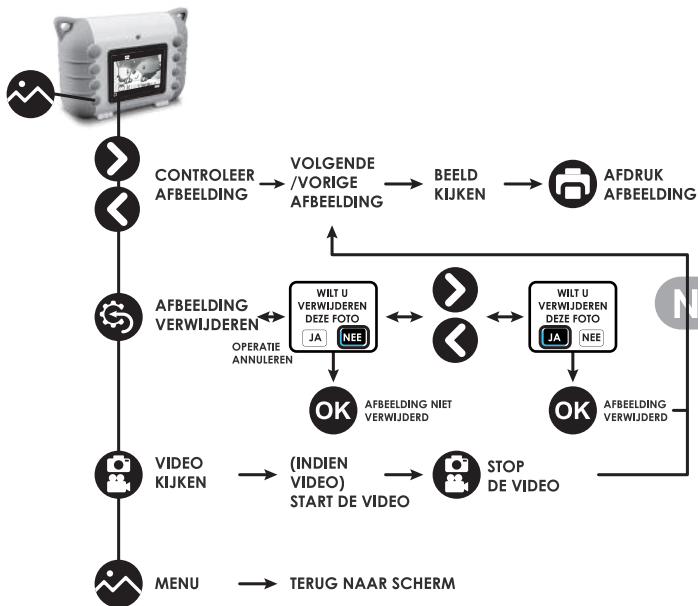 CONTROLEER
AFBEELDING
VOLGENDE
/VORIGE
AFBEELDING
BEELD
KIJKEN
AFDRUK
AFBEELDING
AFBEELDING
VERWIJDEREN
OPERATIE
ANNULEREN
WILT U
VERWIJDEREN
DEZE FOTO
JA NEE
OK
AFBEELDING NIET
VERWIJDERD
WILT U
VERWIJDEREN
DEZE FOTO
JA NEE
OK
AFBEELDING
VERWIJDERD
VIDEO
KIJKEN
(INDIEN
VIDEO)
START DE VIDEO
STOP
DE VIDEO
MENU
TERUG NAAR SCHERM